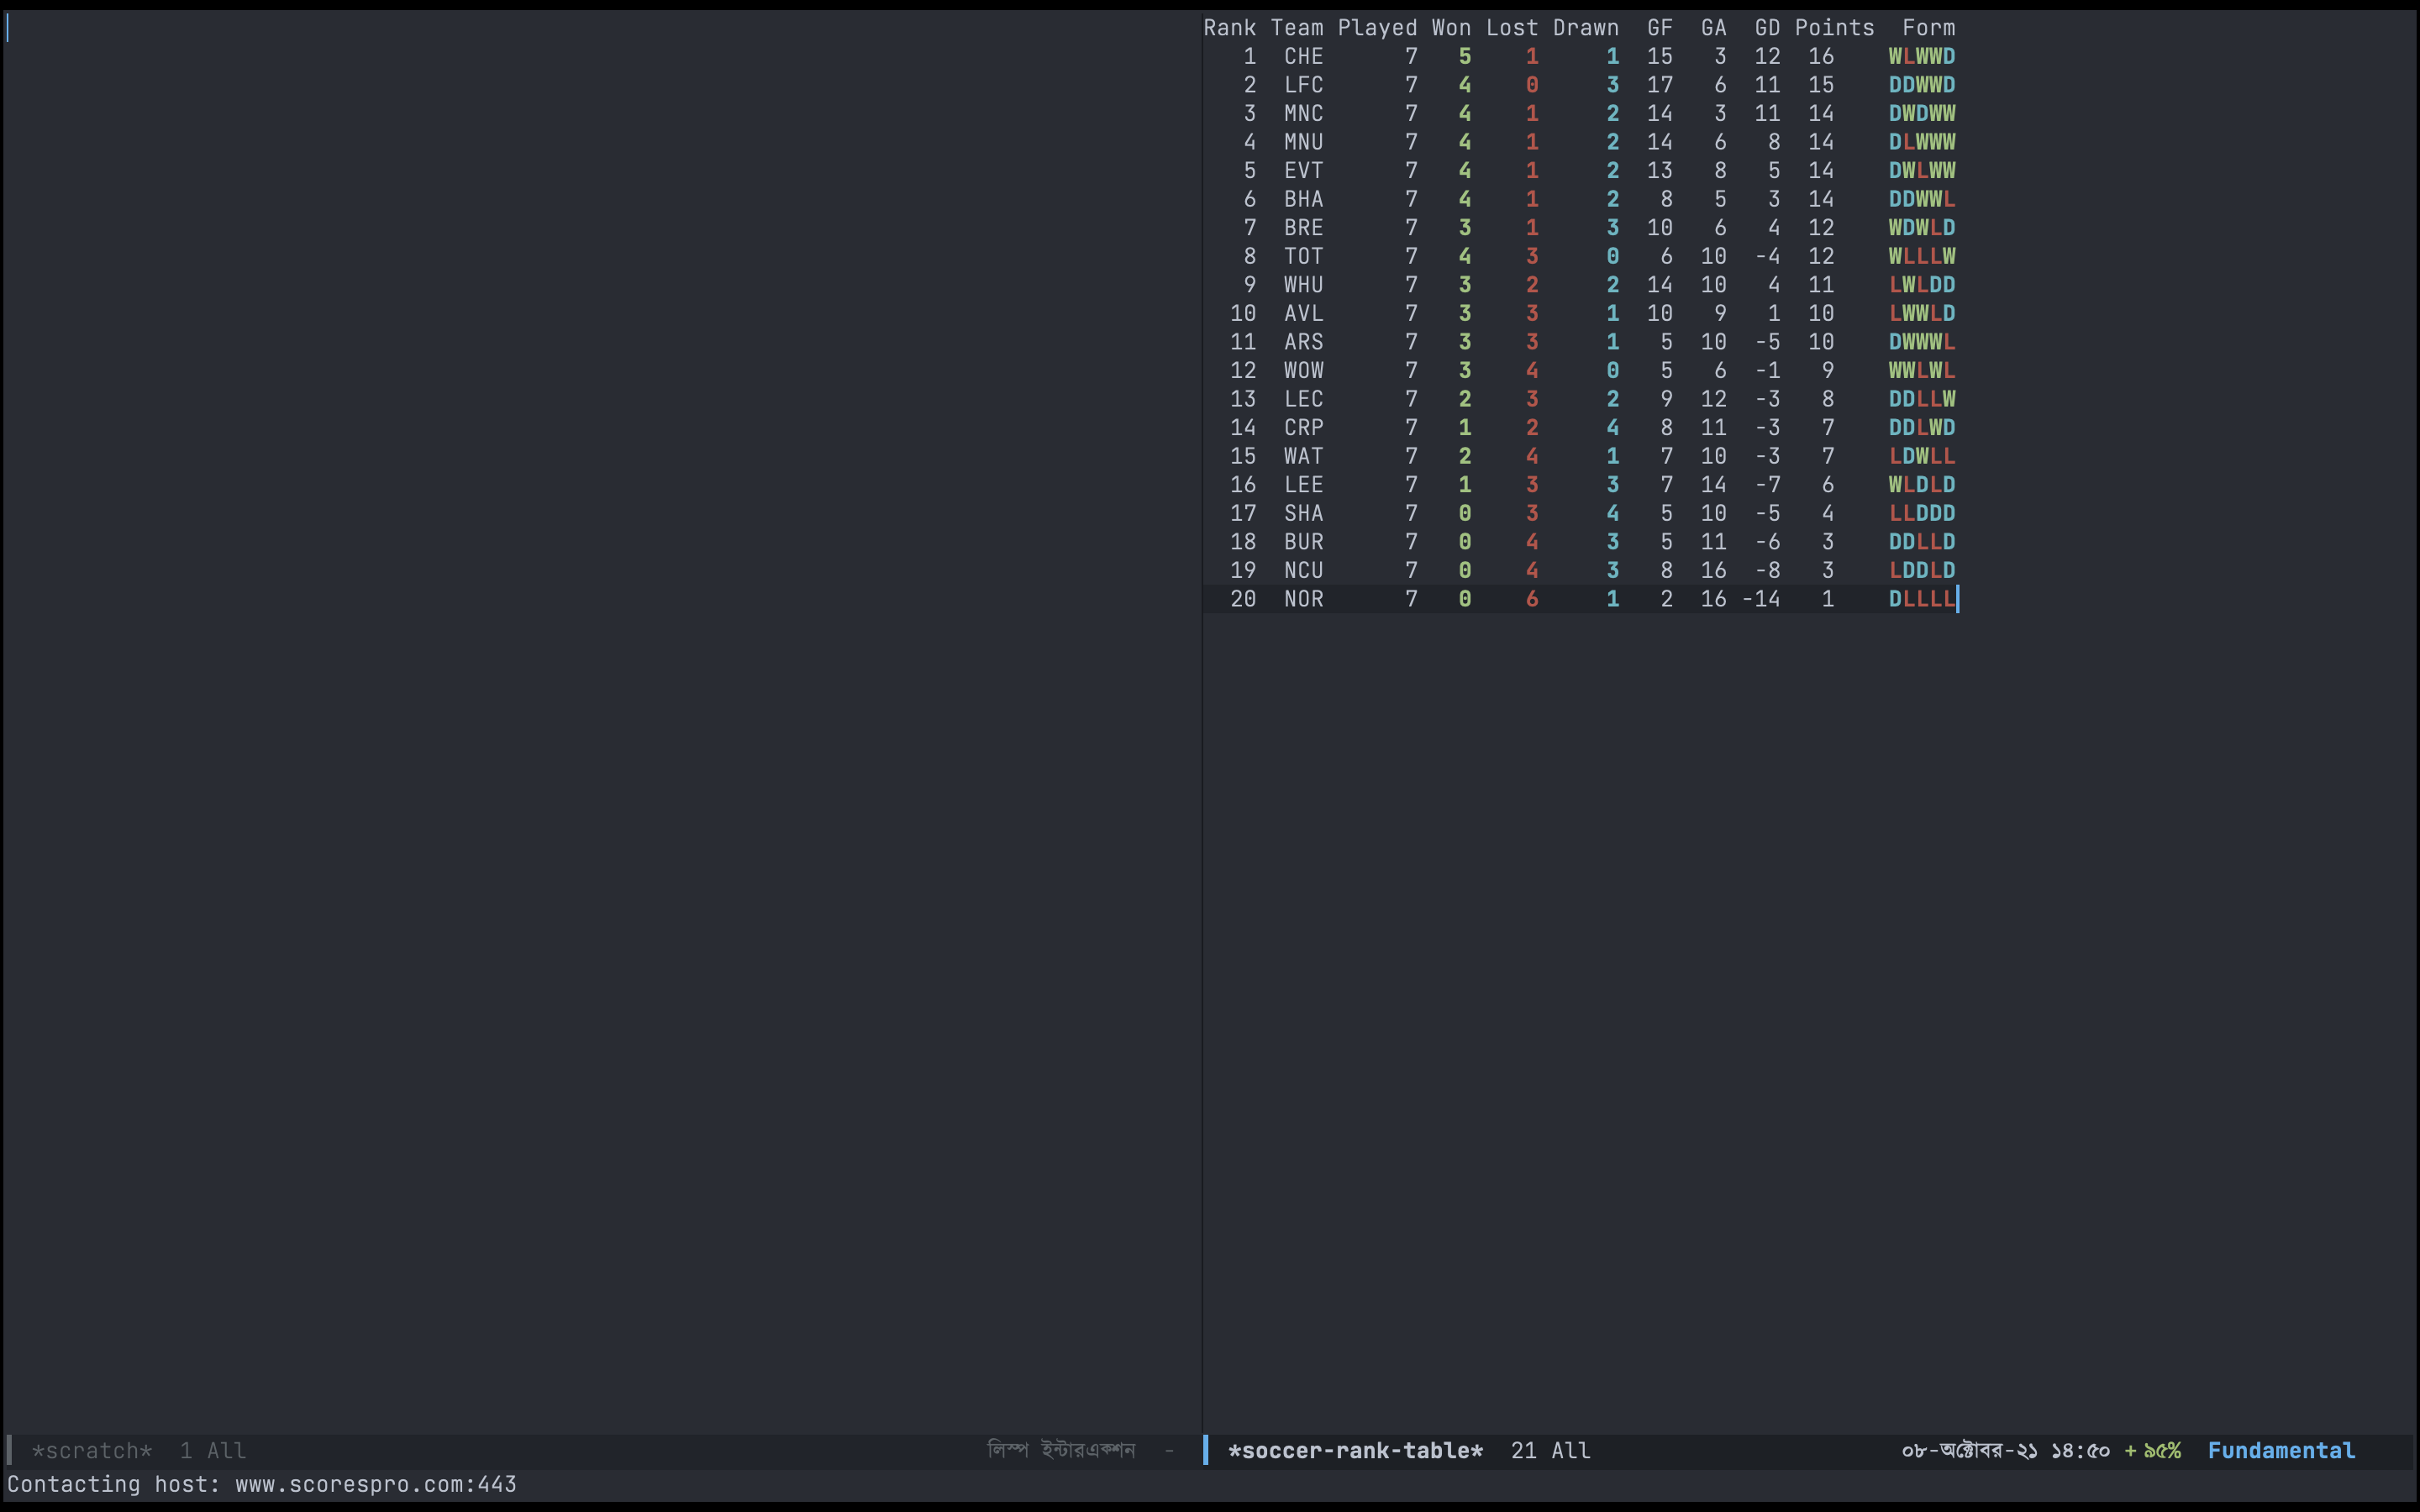 Rank Team Played Won Lost Drawn GF GA GD Points Form
1 CHE 7 5 1 1 15 3 12 16 WLWWD
2 LFC 7 4 0 3 17 6 11 15 DDWWD
3 MNC 7 4 1 2 14 3 11 14 DWDWW
4 MNU 7 4 1 2 14 6 8 14 DLWWW
5 EVT 7 4 1 2 13 8 5 14 DWLWW
6 BHA 7 4 1 2 8 5 3 14 DDWWL
7 BRE 7 3 1 3 10 6 4 12 WDWLD
8 TOT 7 4 3 0 6 10 -4 12 WLLLW
9 WHU 7 3 2 2 14 10 4 11 LWLDD
10 AVL 7 3 3 1 10 9 1 10 LWWLD
11 ARS 7 3 3 1 5 10 -5 10 DWWWL
12 WOW 7 3 4 0 5 6 -1 9 WWLWL
13 LEC 7 2 3 2 9 12 -3 8 DDLLW
14 CRP 7 1 2 4 8 11 -3 7 DDLWD
15 WAT 7 2 4 1 7 10 -3 7 LDWLL
16 LEE 7 1 3 3 7 14 -7 6 WLDLD
17 SHA 7 0 3 4 5 10 -5 4 LLDDD
18 BUR 7 0 4 3 5 11 -6 3 DDLLD
19 NCU 7 0 4 3 8 16 -8 3 LDDLD
20 NOR 7 0 6 1 2 16 -14 1 DLLLL
*scratch* 1 All লিস্প ইন্টারএক্শন -
*soccer-rank-table* 21 All ০৮-অক্টোবর-২১ ১৪:৫০ + ৯৫% Fundamental
Contacting host: www.scorespro.com:443